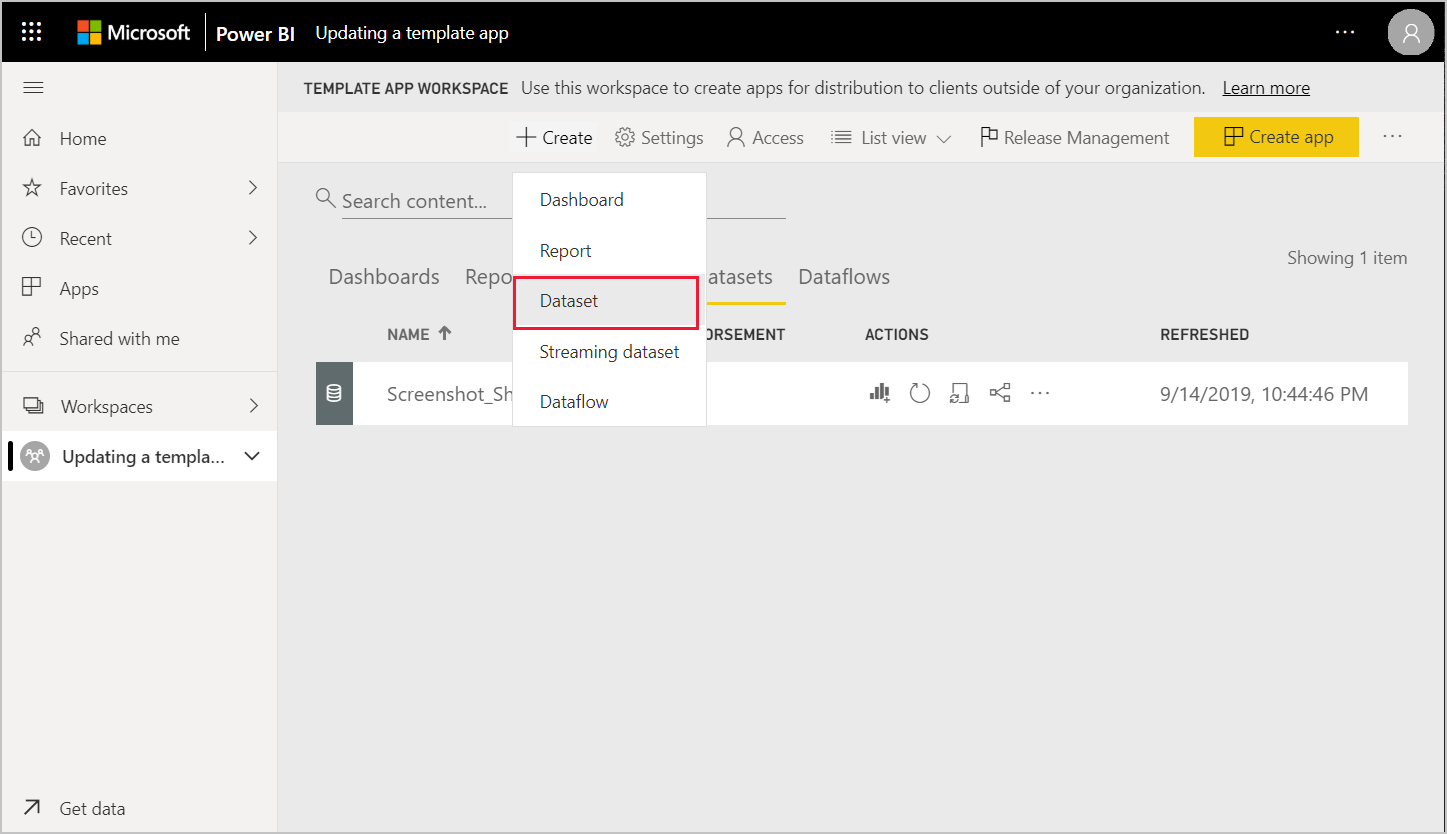 Microsoft Power BI Updating a template app
TEMPLATE APP WORKSPACE Use this workspace to create apps for distribution to clients outside of your organization. Learn more
Create Settings Access List view Release Management Create app
Home
Favorites
Recent
Apps
Shared with me
Workspaces
Updating a templa...
Get data
Search content...
Dashboard
Report
Dataset
Streaming dataset
Dataflow
Showing 1 item
Dashboards Repo atasets Dataflows
NAME ORSEMENT ACTIONS REFRESHED
Screenshot_Sh 9/14/2019, 10:44:46 PM